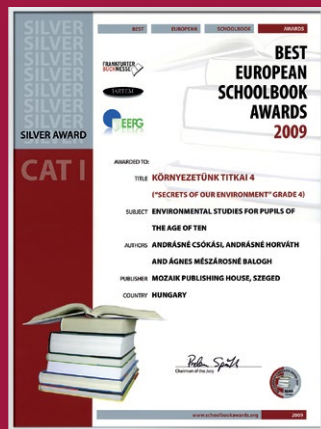 BEST EUROPEAN SCHOOLBOOK AWARDS
SILVER
SILVER
SILVER
SILVER
SILVER
SILVER
SILVER
SILVER AWARD
CAT I
FRANKFURTER
BUCHMESSE
IARTEM
EEPG
BEST
EUROPEAN
SCHOOLBOOK
AWARDS
2009
AWARDED TO:
TITLE KÖRNYEZETÜNK TITKAI 4
("SECRETS OF OUR ENVIRONMENT" GRADE 4)
SUBJECT ENVIRONMENTAL STUDIES FOR PUPILS OF
THE AGE OF TEN
AUTHORS ANDRÁSNÉ CSÓKÁSI, ANDRÁSNÉ HORVÁTH
AND ÁGNES MÉSZÁROSNÉ BALOGH
PUBLISHER MOZAIK PUBLISHING HOUSE, SZEGED
COUNTRY HUNGARY
Chairman of the Jury
www.schoolbookawards.org 2009